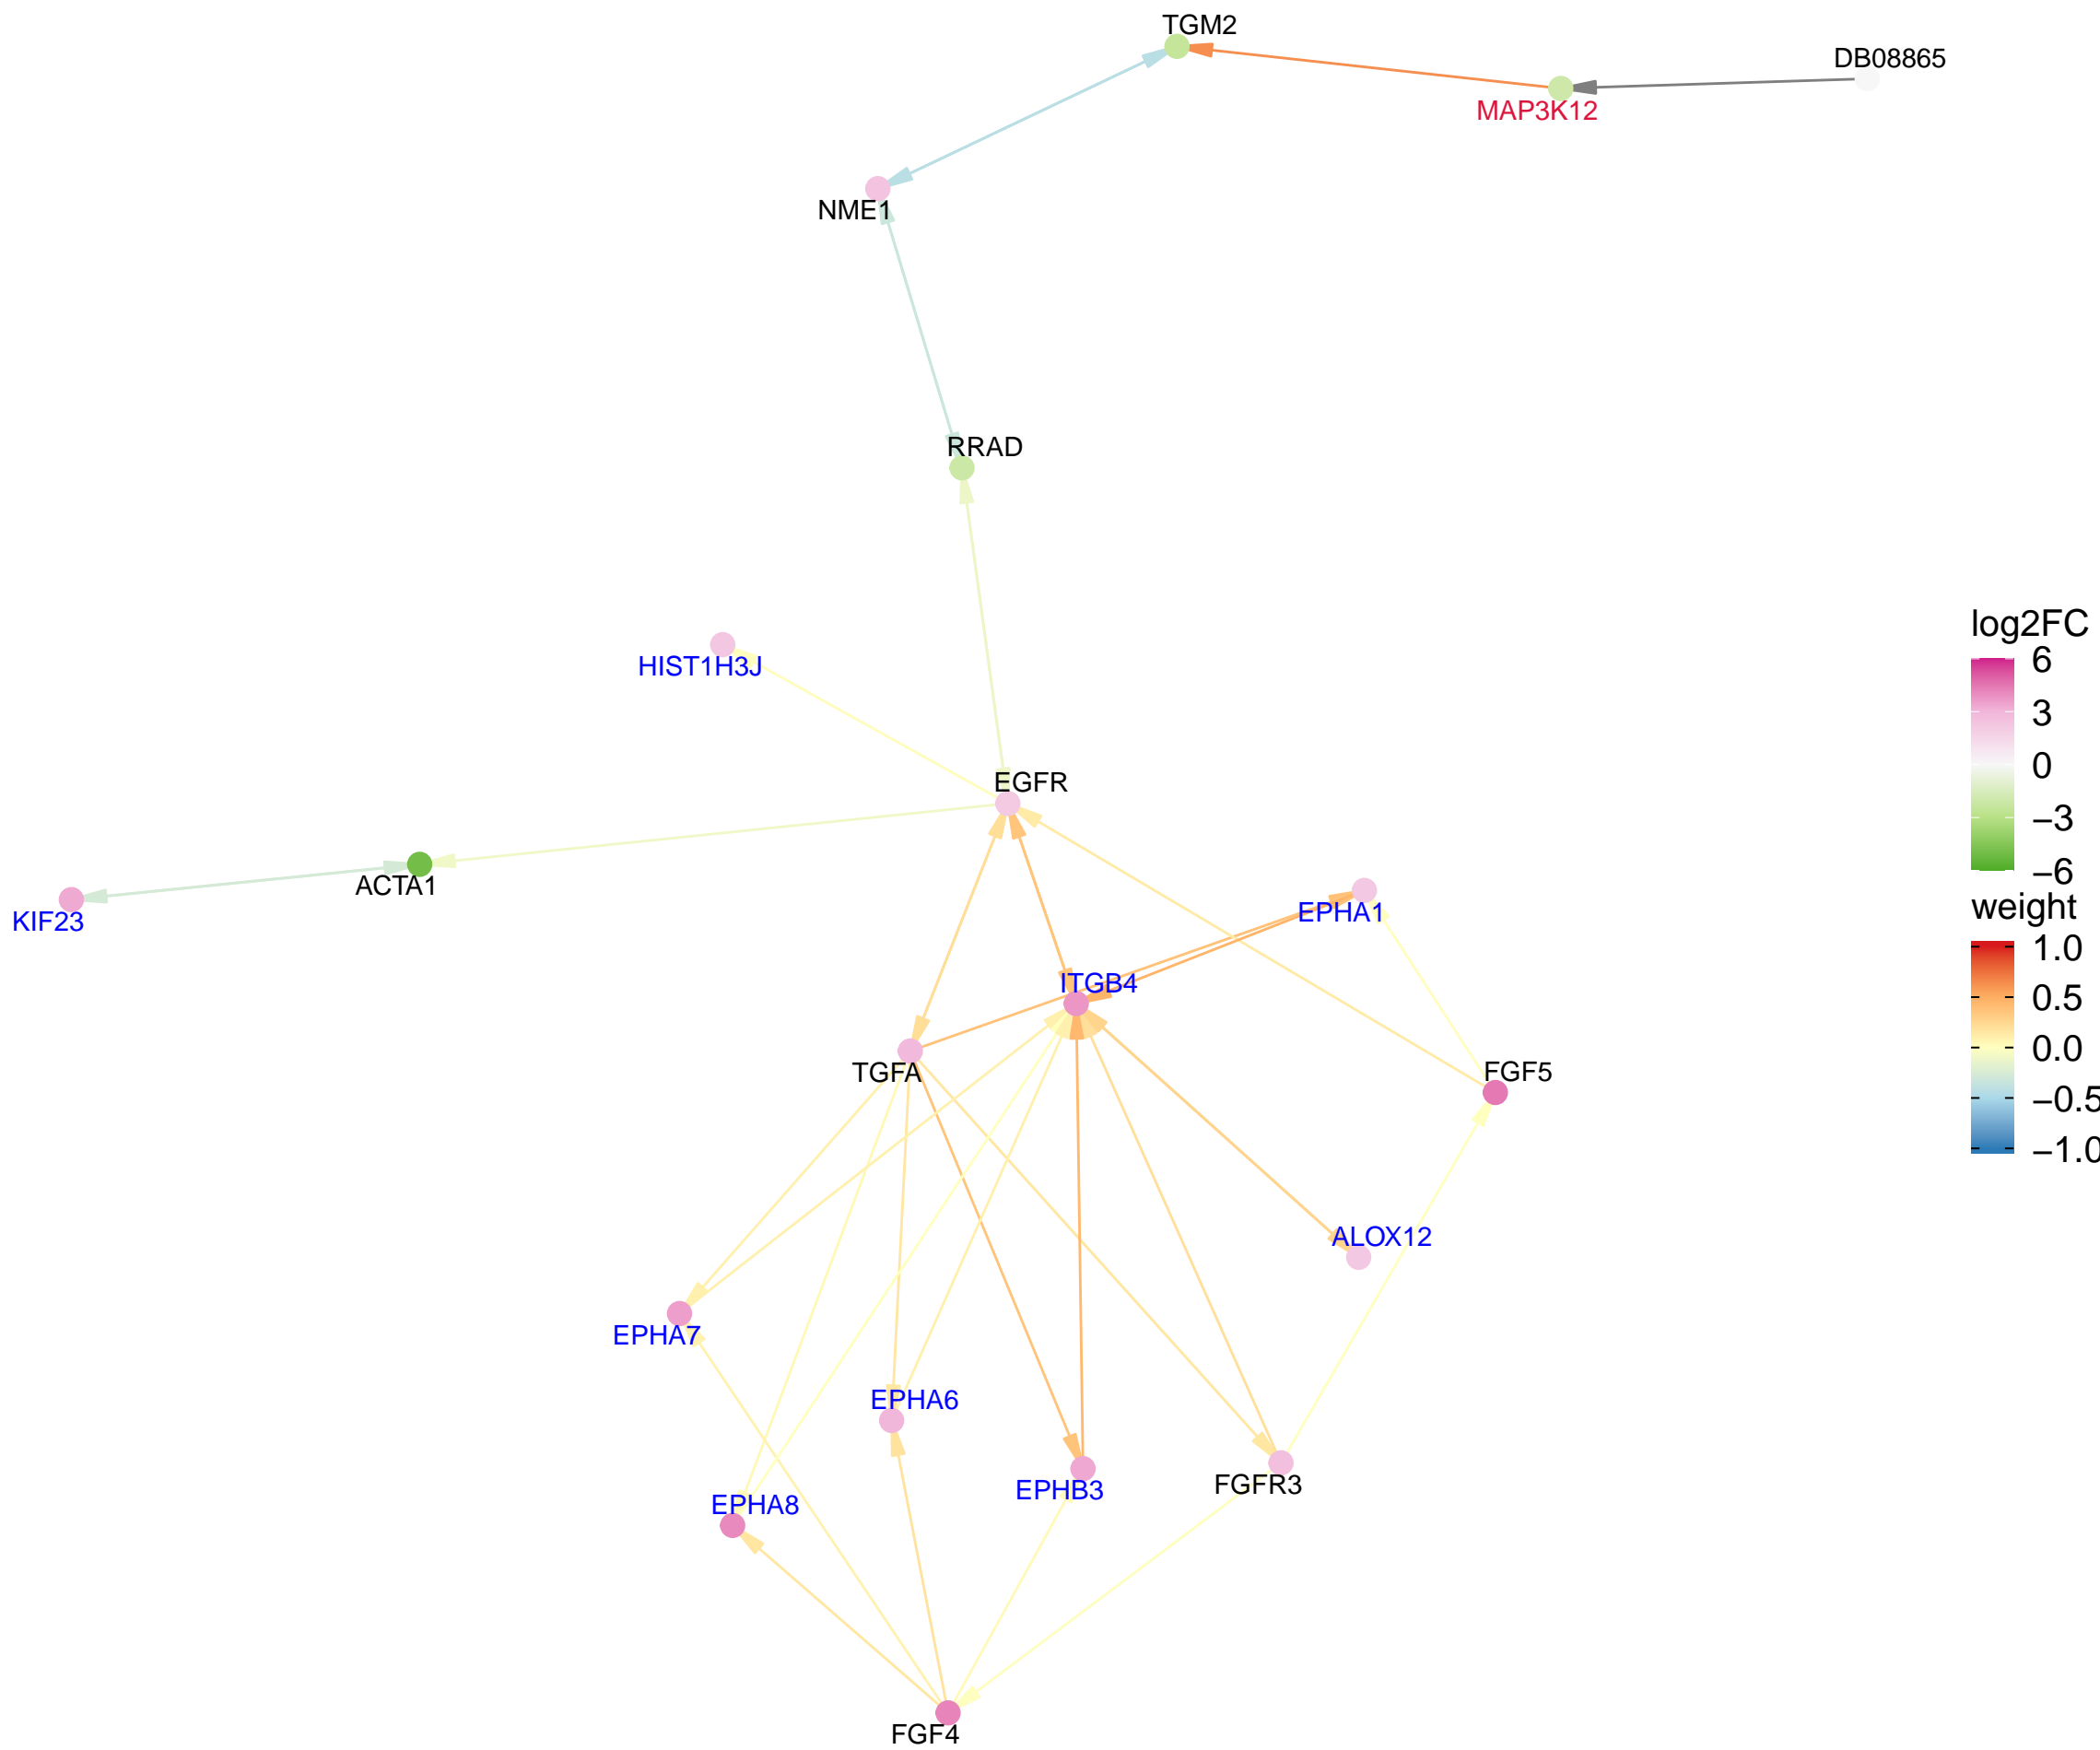 TGM2
DB08865
MAP3K12
NME1
RRAD
HIST1H3J
EGFR
ACTA1
KIF23
EPHA1
ITGB4
TGFA
FGF5
ALOX12
EPHA7
EPHA6
EPHB3
FGFR3
EPHA8
FGF4
log2FC
6
3
0
−3
−6
weight
1.0
0.5
0.0
−0.5
−1.0